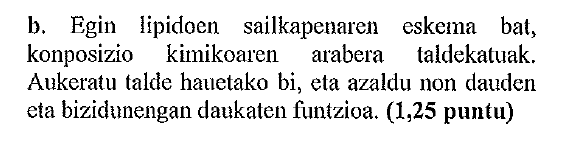 b. Egin lipidoen sailkapenaren eskema bat,
konposizio kimikoaren arabera taldekatuak.
Aukeratu talde hauetako bi, eta azaldu non dauden
eta bizidunengan daukaten funtzioa. (1,25 puntu)